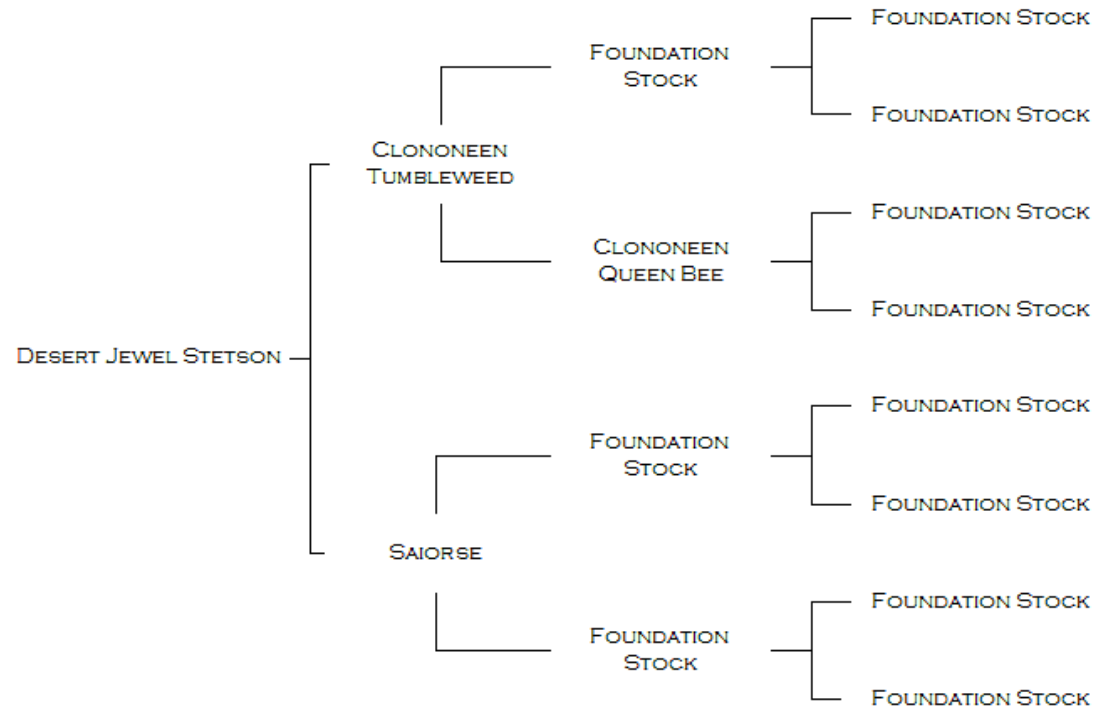 Foundation Stock
Foundation
Stock
Foundation Stock
Clononeen
Tumbleweed
Foundation Stock
Clononeen
Queen Bee
Foundation Stock
Desert Jewel Stetson
Foundation Stock
Foundation
Stock
Foundation Stock
Saiorse
Foundation Stock
Foundation
Stock
Foundation Stock